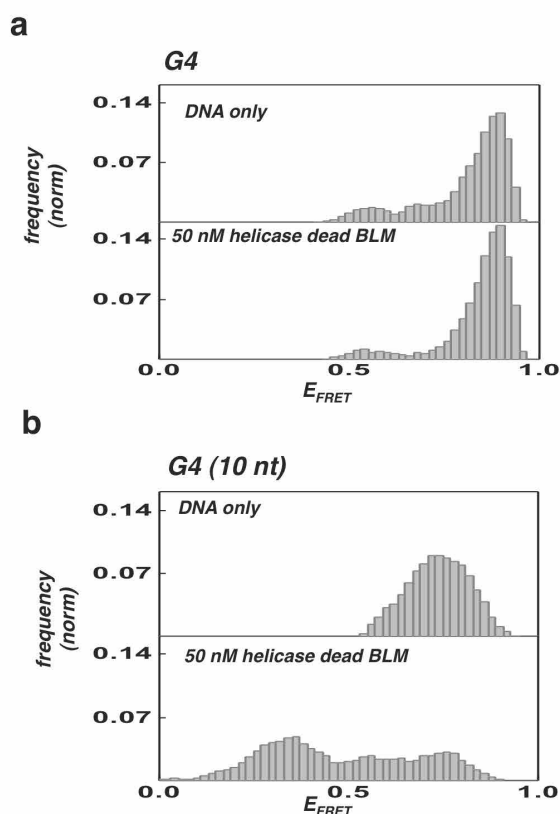 a
G4
DNA only
0.14
0.07
frequency
(norm)
50 nM helicase dead BLM
0.14
0.07
0.0
0.5
1.0
EFRET
b
G4 (10 nt)
DNA only
0.14
0.07
frequency
(norm)
50 nM helicase dead BLM
0.14
0.07
0.0
0.5
1.0
EFRET